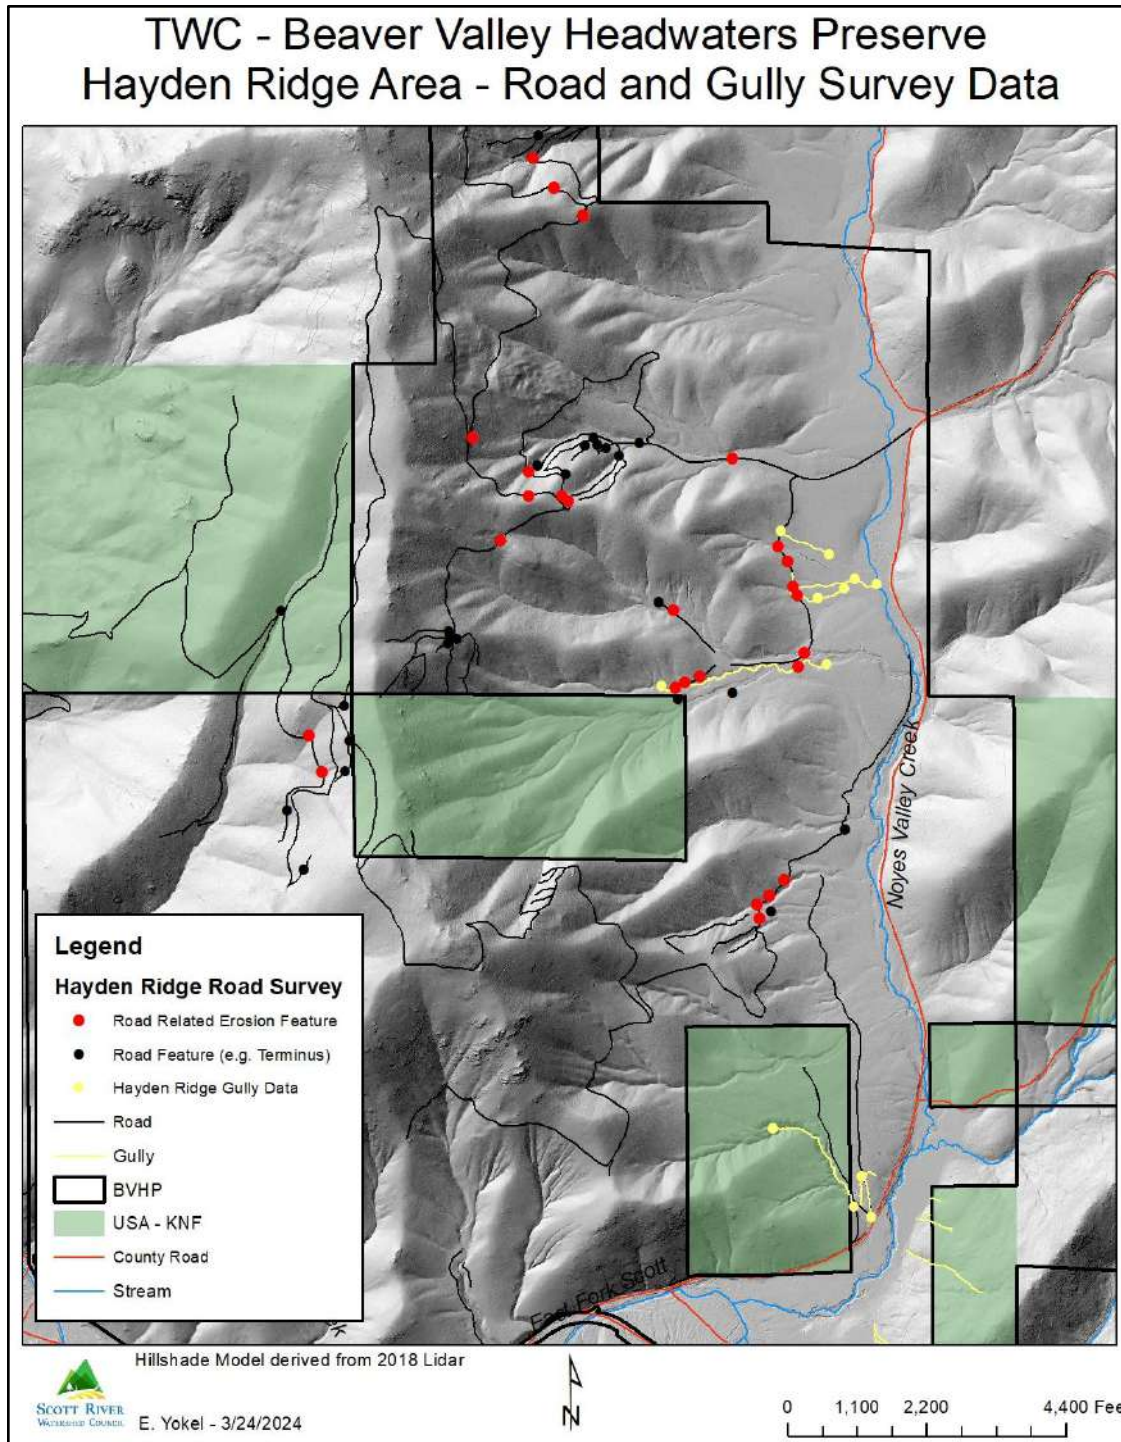 TWC - Beaver Valley Headwaters Preserve
Hayden Ridge Area - Road and Gully Survey Data
Noyes Valley Creek
East Fork Scott
Legend
Hayden Ridge Road Survey
Road Related Erosion Feature
Road Feature (e.g. Terminus)
Hayden Ridge Gully Data
Road
Gully
BVHP
USA - KNF
County Road
Stream
Hillshade Model derived from 2018 Lidar
SCOTT RIVER
WATERSHED COUNCIL
E. Yokel - 3/24/2024
N
0 1,100 2,200 4,400 Fee